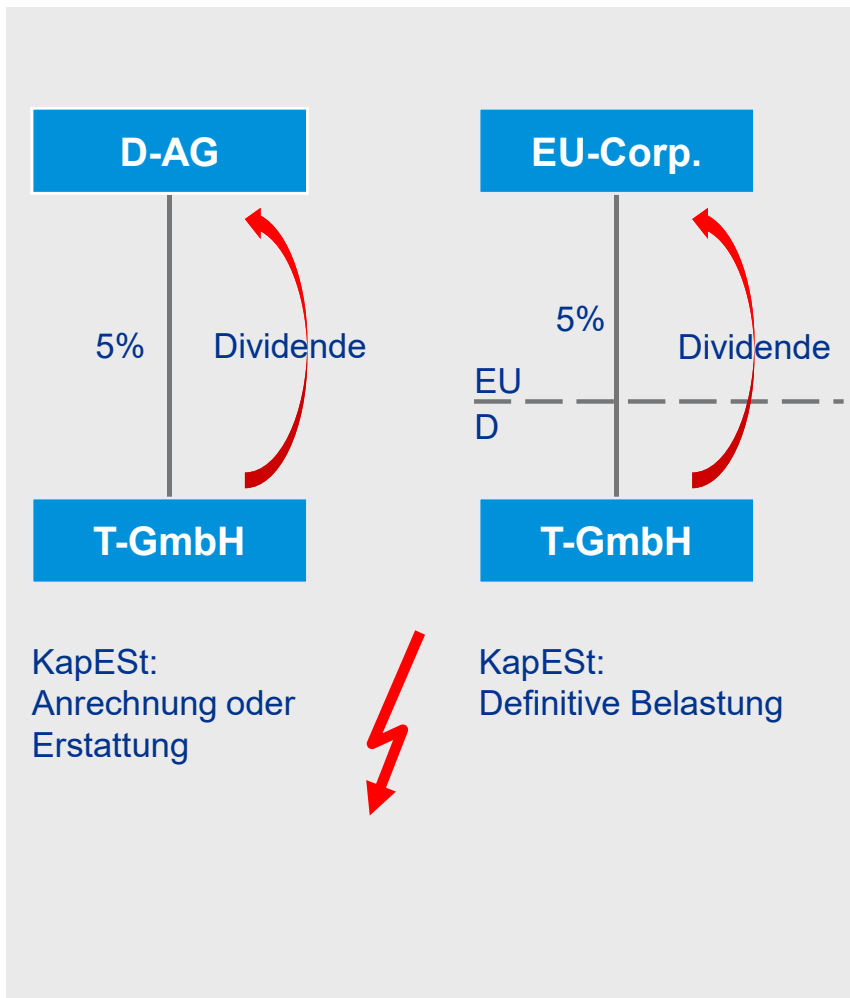 D-AG
EU-Corp.
5%
Dividende
5%
Dividende
EU
D
T-GmbH
T-GmbH
KapESt:
Anrechnung oder
Erstattung
KapESt:
Definitive Belastung